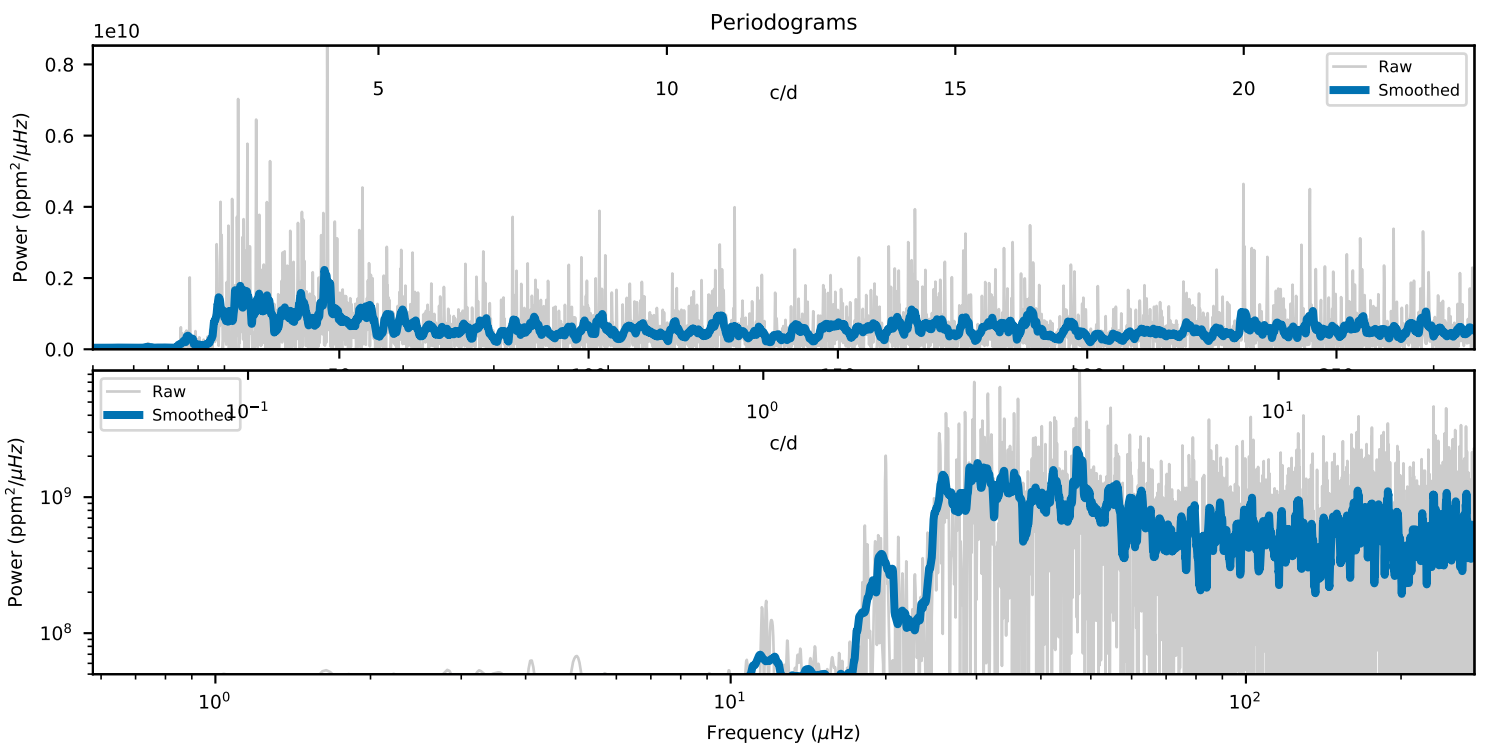 Periodograms
1e10
0.8
0.6
0.4
0.2
0.0
Power (ppm²/μHz)
5
10
15
20
c/d
Raw
Smoothed
Raw
Smoothed
10⁻¹
10⁰
10¹
c/d
10⁹
10⁸
Power (ppm²/μHz)
10⁰
10¹
10²
Frequency (μHz)